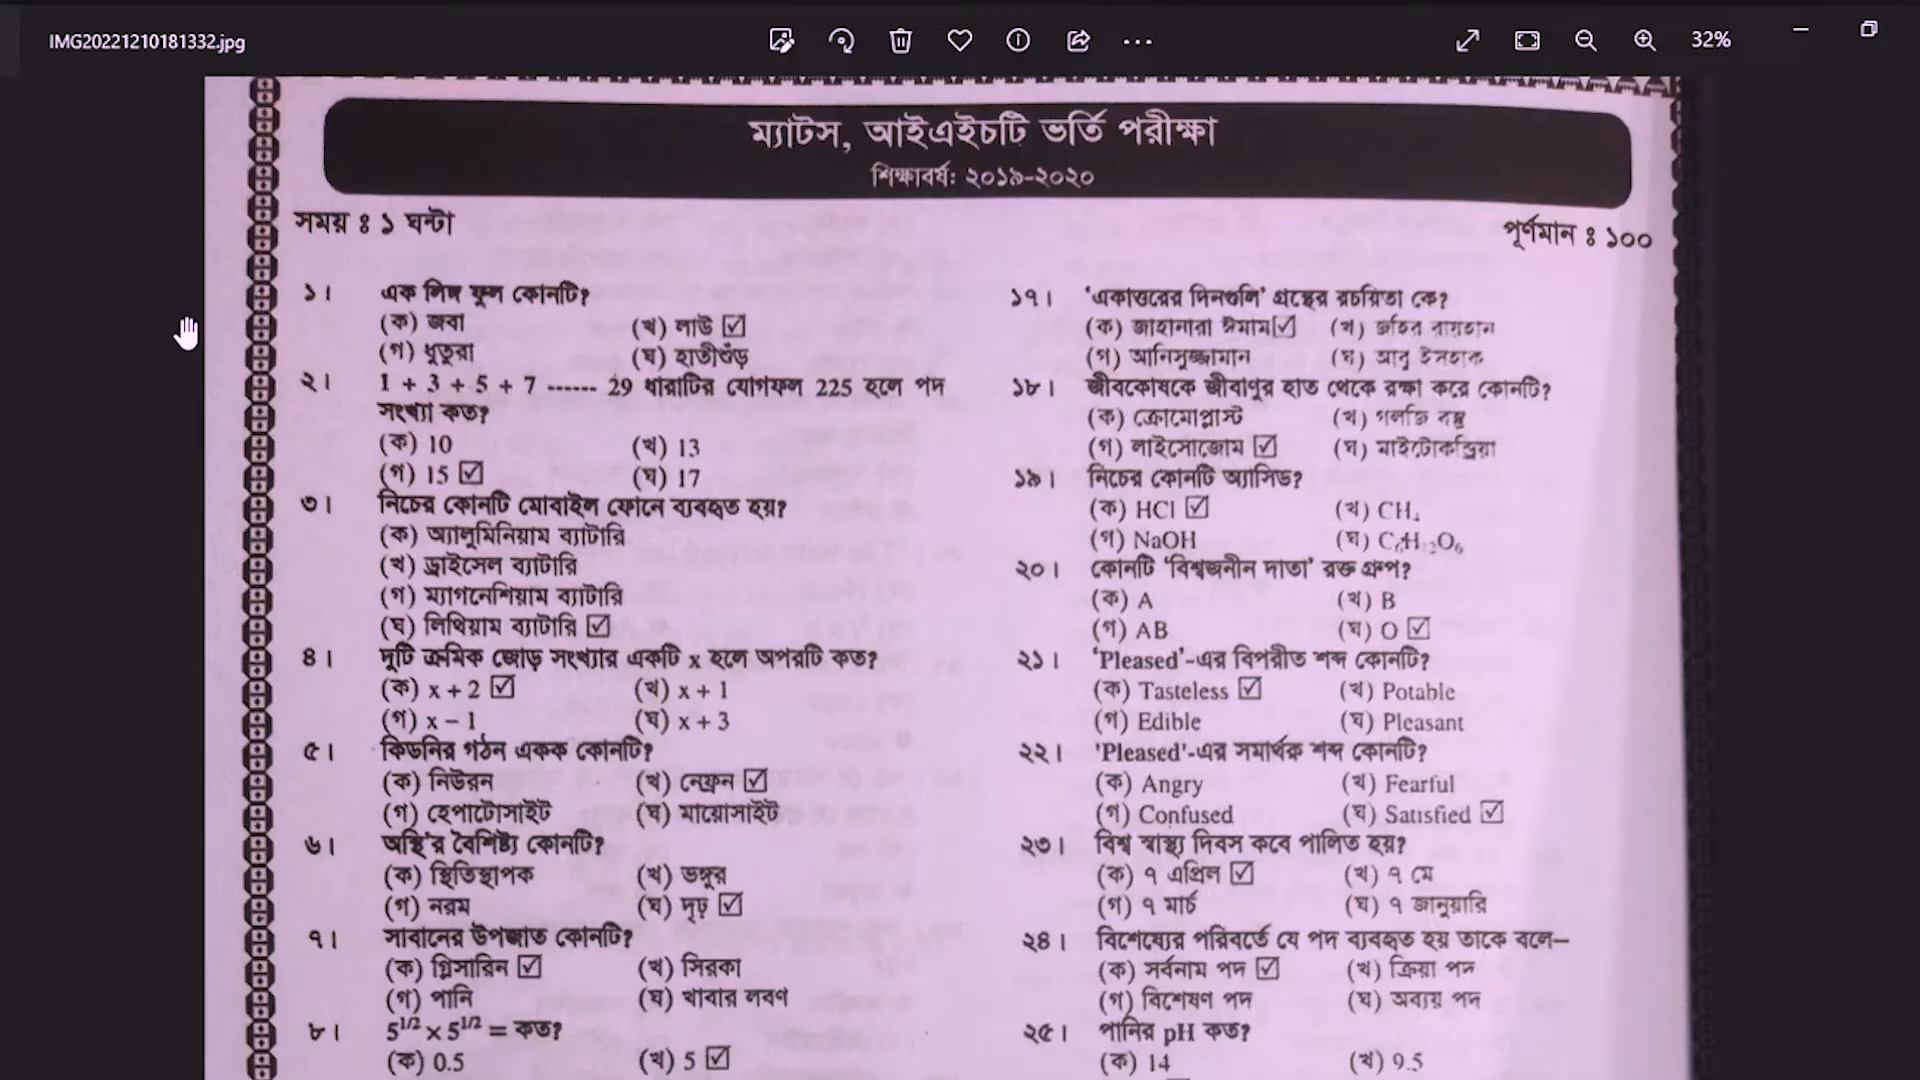 IMG20221210181332.jpg
32%
ম্যাটস, আইএইচটি ভর্তি পরীক্ষা
শিক্ষাবর্ষ: ২০১৯-২০২০
সময় ঃ ১ ঘন্টা
পূর্ণমান ঃ ১০০
১। এক লিঙ্গ ফুল কোনটি?
(ক) জবা (খ) লাউ ☑
(গ) ধুতুরা (ঘ) হাতীশুঁড়
২। 1 + 3 + 5 + 7 ------ 29 ধারাটির যোগফল 225 হলে পদ
সংখ্যা কত?
(ক) 10 (খ) 13
(গ) 15 ☑ (ঘ) 17
৩। নিচের কোনটি মোবাইল ফোনে ব্যবহৃত হয়?
(ক) অ্যালুমিনিয়াম ব্যাটারি
(খ) ড্রাইসেল ব্যাটারি
(গ) ম্যাগনেশিয়াম ব্যাটারি
(ঘ) লিথিয়াম ব্যাটারি ☑
৪। দুটি ক্রমিক জোড় সংখ্যার একটি x হলে অপরটি কত?
(ক) x + 2 ☑ (খ) x + 1
(গ) x – 1 (ঘ) x + 3
৫। কিডনির গঠন একক কোনটি?
(ক) নিউরন (খ) নেফ্রন ☑
(গ) হেপাটোসাইট (ঘ) মায়োসাইট
৬। অস্থি'র বৈশিষ্ট্য কোনটি?
(ক) স্থিতিস্থাপক (খ) ভঙ্গুর
(গ) নরম (ঘ) দৃঢ় ☑
৭। সাবানের উপজাত কোনটি?
(ক) গ্লিসারিন ☑ (খ) সিরকা
(গ) পানি (ঘ) খাবার লবণ
৮। 5^1/2 × 5^1/2 = কত?
(ক) 0.5 (খ) 5 ☑
১৭। ‘একাত্তরের দিনগুলি’ গ্রন্থের রচয়িতা কে?
(ক) জাহানারা ঈমাম ☑ (খ) জহির রায়হান
(গ) আনিসুজ্জামান (ঘ) আবু ইসহাক
১৮। জীবকোষকে জীবাণুর হাত থেকে রক্ষা করে কোনটি?
(ক) ক্রোমোপ্লাস্ট (খ) গলজি বস্তু
(গ) লাইসোজোম ☑ (ঘ) মাইটোকন্ড্রিয়া
১৯। নিচের কোনটি অ্যাসিড?
(ক) HCl ☑ (খ) CH₄
(গ) NaOH (ঘ) C₆H₁₂O₆
২০। কোনটি ‘বিশ্বজনীন দাতা’ রক্ত গ্রুপ?
(ক) A (খ) B
(গ) AB (ঘ) O ☑
২১। ‘Pleased’-এর বিপরীত শব্দ কোনটি?
(ক) Tasteless ☑ (খ) Potable
(গ) Edible (ঘ) Pleasant
২২। 'Pleased'-এর সমার্থক শব্দ কোনটি?
(ক) Angry (খ) Fearful
(গ) Confused (ঘ) Satisfied ☑
২৩। বিশ্ব স্বাস্থ্য দিবস কবে পালিত হয়?
(ক) ৭ এপ্রিল ☑ (খ) ৭ মে
(গ) ৭ মার্চ (ঘ) ৭ জানুয়ারি
২৪। বিশেষ্যের পরিবর্তে যে পদ ব্যবহৃত হয় তাকে বলে–
(ক) সর্বনাম পদ ☑ (খ) ক্রিয়া পদ
(গ) বিশেষণ পদ (ঘ) অব্যয় পদ
২৫। পানির pH কত?
(ক) 14 (খ) 9.5